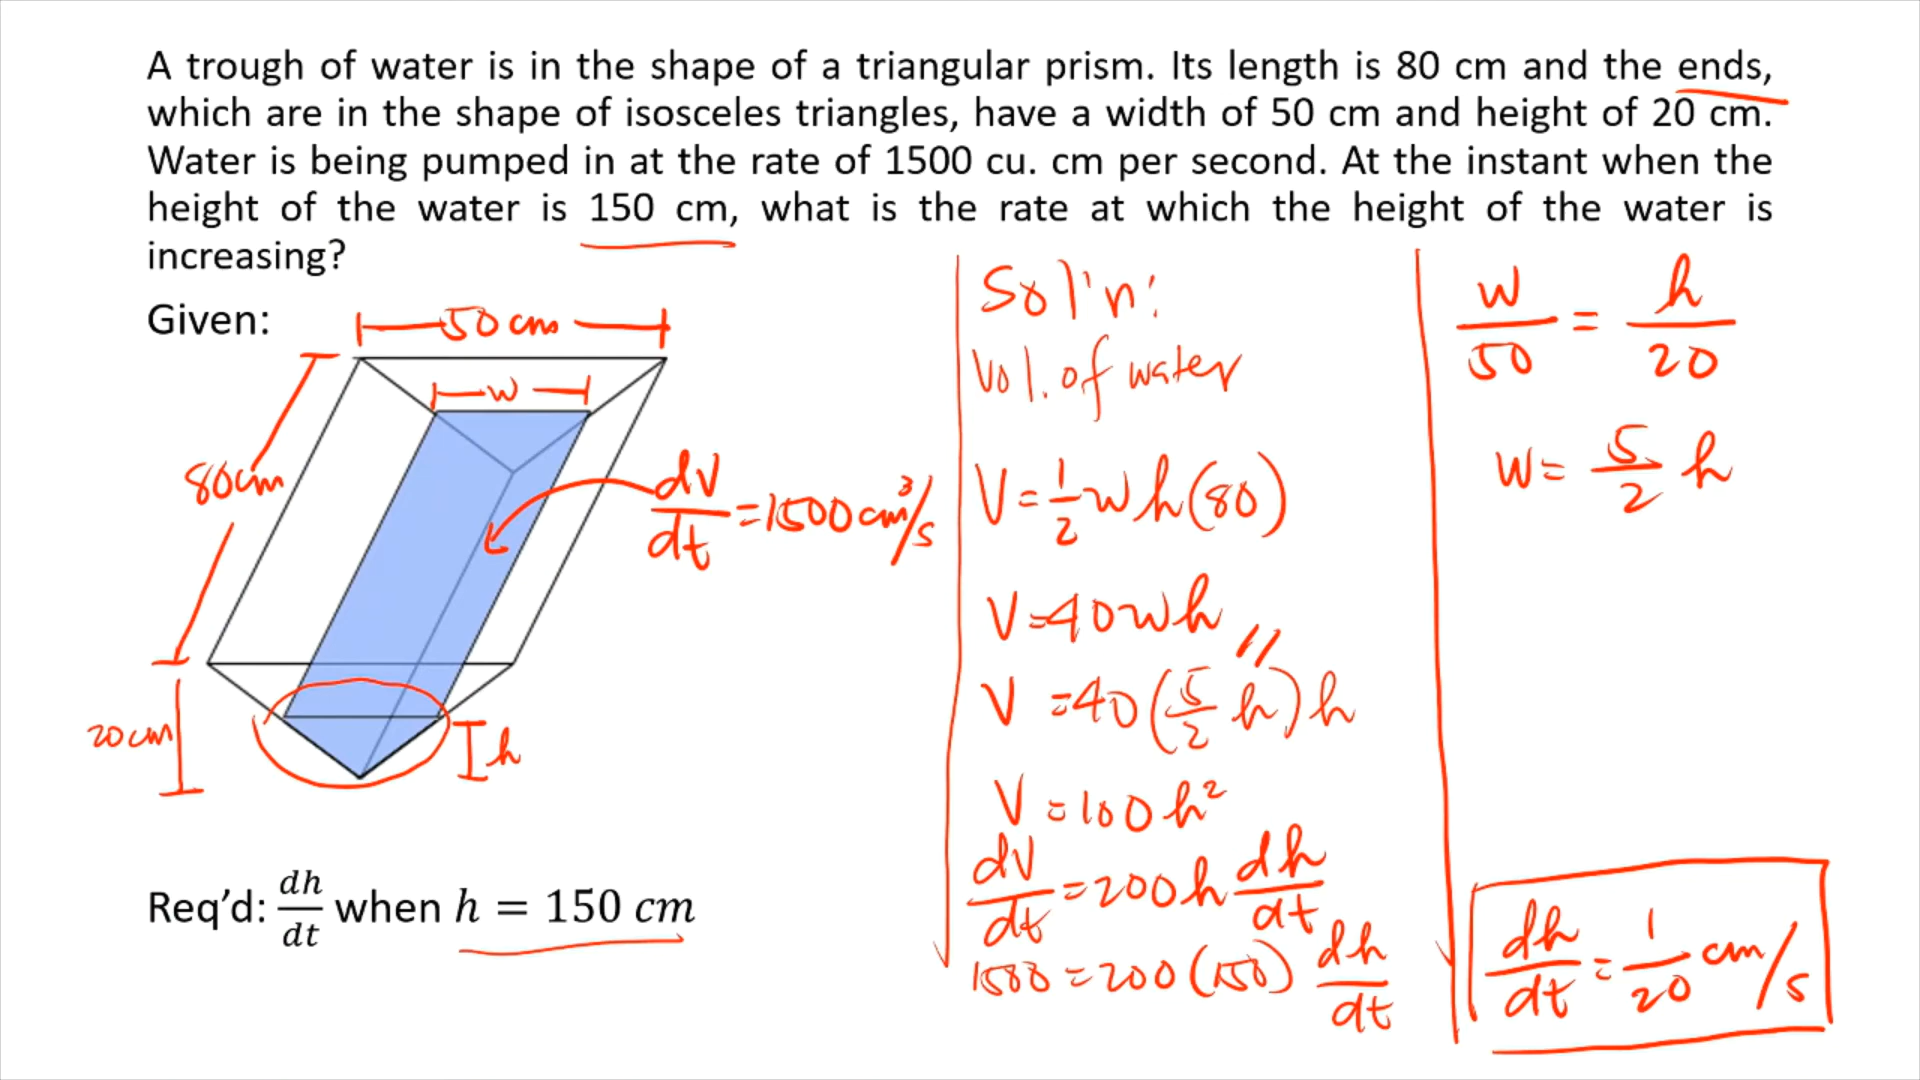 A trough of water is in the shape of a triangular prism. Its length is 80 cm and the ends,
which are in the shape of isosceles triangles, have a width of 50 cm and height of 20 cm.
Water is being pumped in at the rate of 1500 cu. cm per second. At the instant when the
height of the water is 150 cm, what is the rate at which the height of the water is
increasing?
Given:
50 cm
w
80cm
dV/dt = 1500 cm³/s
20cm
h
Req'd: dh/dt when h = 150 cm
Sol'n:
Vol. of water
V = 1/2 wh(80)
V = 40wh
V = 40(5/2 h)h
V = 100h²
dV/dt = 200h dh/dt
1500 = 200(150) dh/dt
w/50 = h/20
w = 5/2 h
dh/dt = 1/20 cm/s